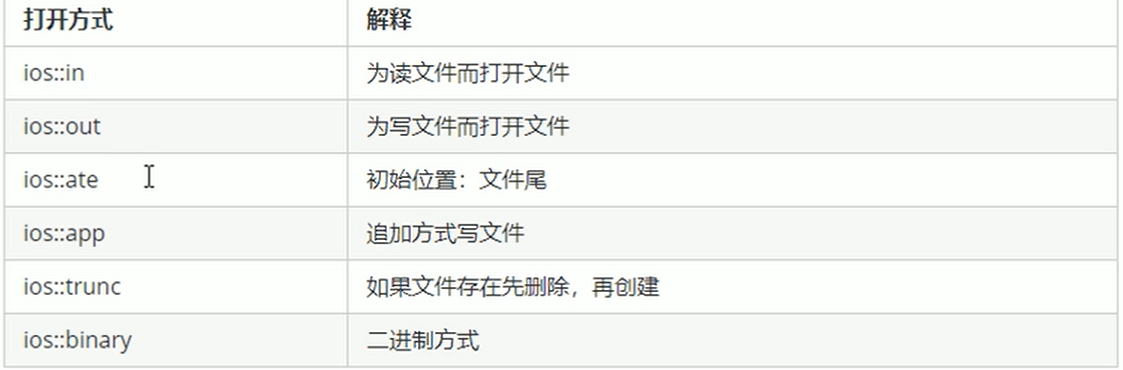 打开方式 解释
ios::in 为读文件而打开文件
ios::out 为写文件而打开文件
ios::ate 初始位置：文件尾
ios::app 追加方式写文件
ios::trunc 如果文件存在先删除，再创建
ios::binary 二进制方式